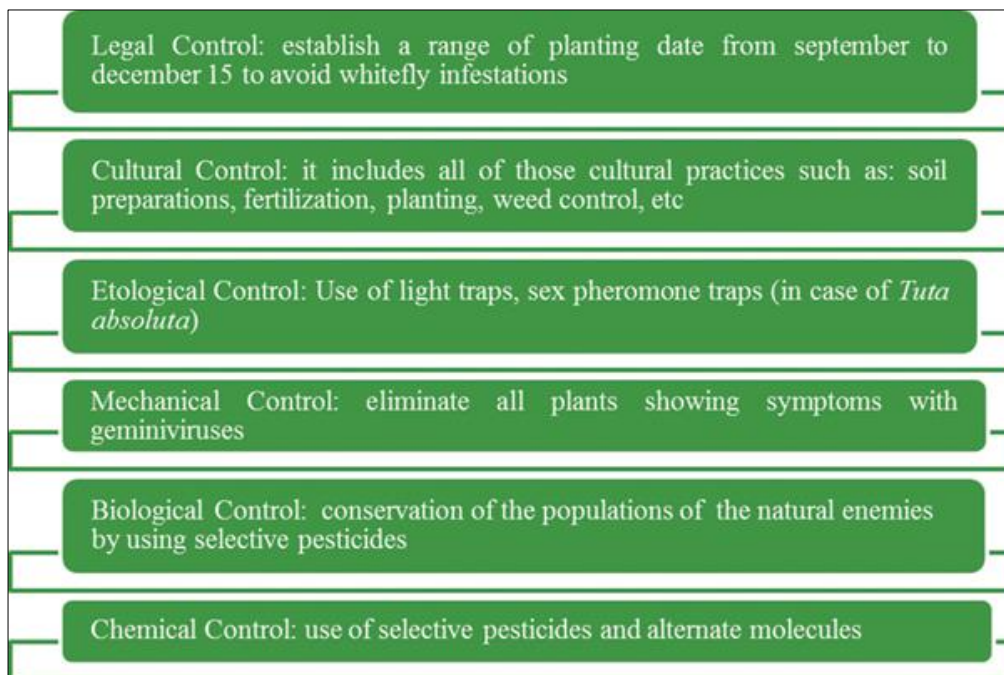 Legal Control: establish a range of planting date from september to
december 15 to avoid whitefly infestations
Cultural Control: it includes all of those cultural practices such as: soil
preparations, fertilization, planting, weed control, etc
Etological Control: Use of light traps, sex pheromone traps (in case of Tuta
absoluta)
Mechanical Control: eliminate all plants showing symptoms with
geminiviruses
Biological Control: conservation of the populations of the natural enemies
by using selective pesticides
Chemical Control: use of selective pesticides and alternate molecules